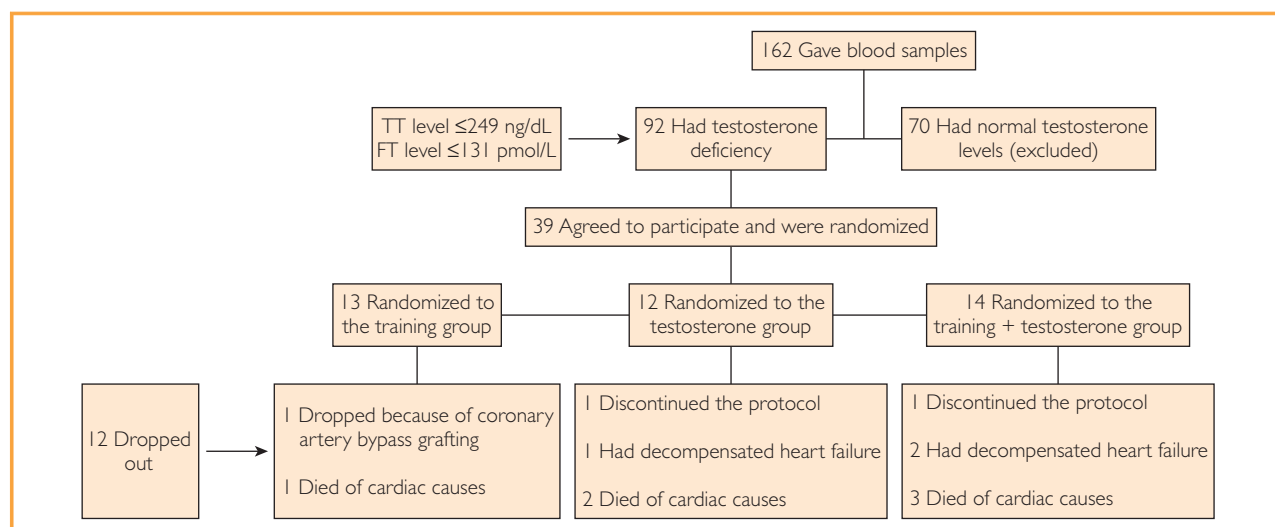 162 Gave blood samples
TT level ≤249 ng/dL
FT level ≤131 pmol/L
92 Had testosterone
deficiency
70 Had normal testosterone
levels (excluded)
39 Agreed to participate and were randomized
13 Randomized to
the training group
12 Randomized to the
testosterone group
14 Randomized to the
training + testosterone group
12 Dropped
out
1 Dropped because of coronary
artery bypass grafting
1 Died of cardiac causes
1 Discontinued the protocol
1 Had decompensated heart failure
2 Died of cardiac causes
1 Discontinued the protocol
2 Had decompensated heart failure
3 Died of cardiac causes